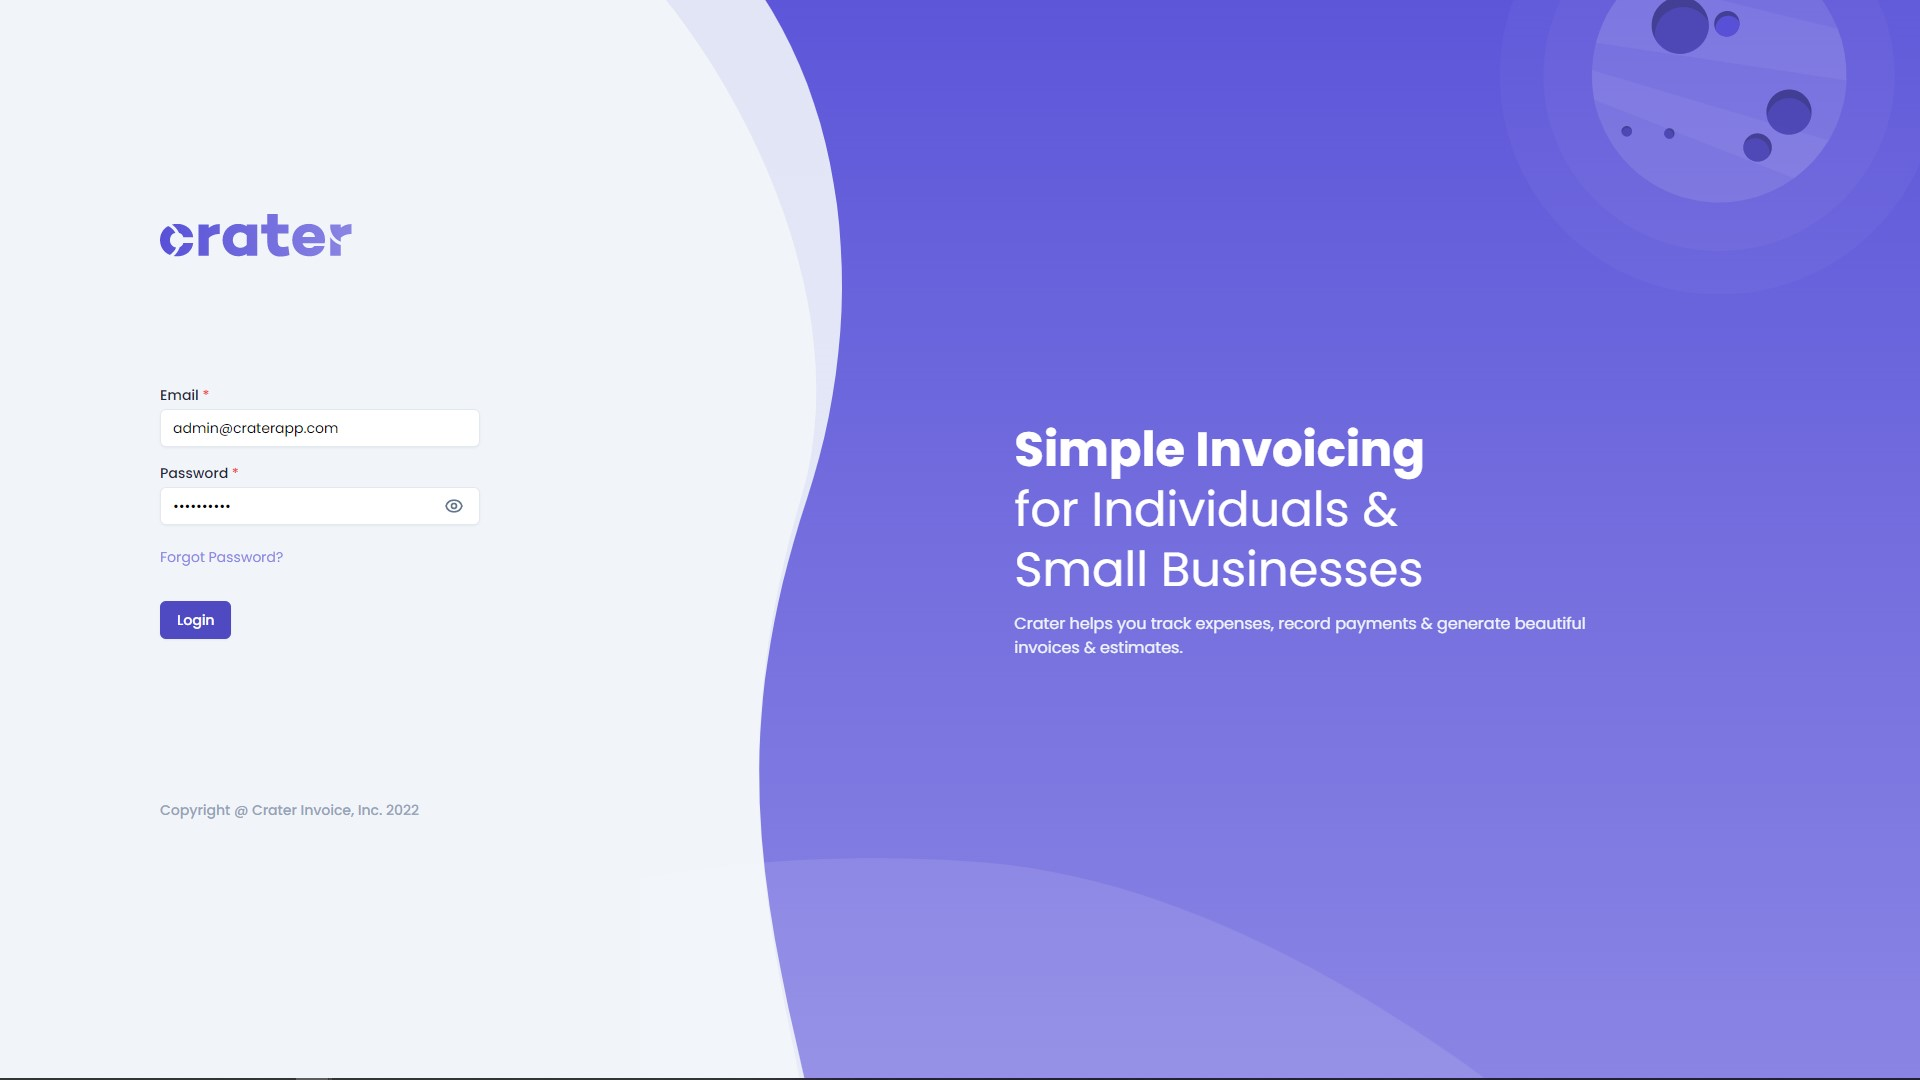 crater
Email *
admin@craterapp.com
Password *
••••••••••
Forgot Password?
Login
Copyright @ Crater Invoice, Inc. 2022
Simple Invoicing
for Individuals &
Small Businesses
Crater helps you track expenses, record payments & generate beautiful
invoices & estimates.